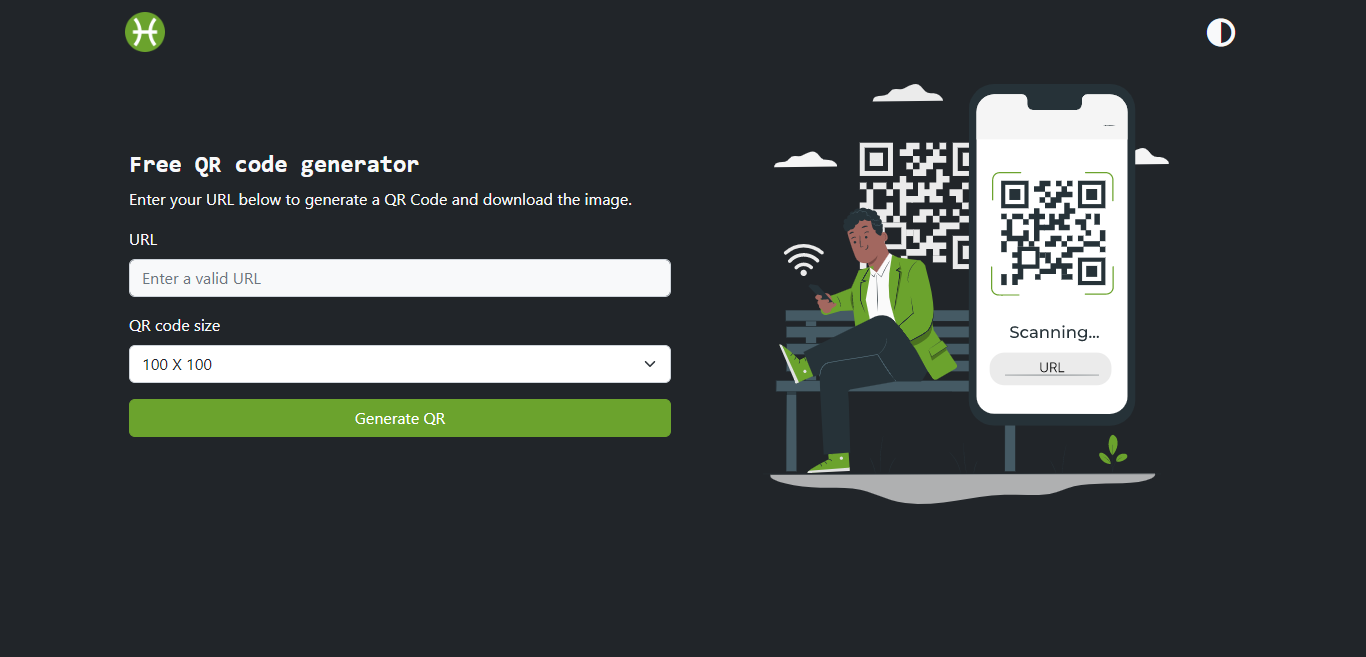 Free QR code generator
Enter your URL below to generate a QR Code and download the image.
URL
Enter a valid URL
QR code size
100 X 100
Generate QR
Scanning...
URL